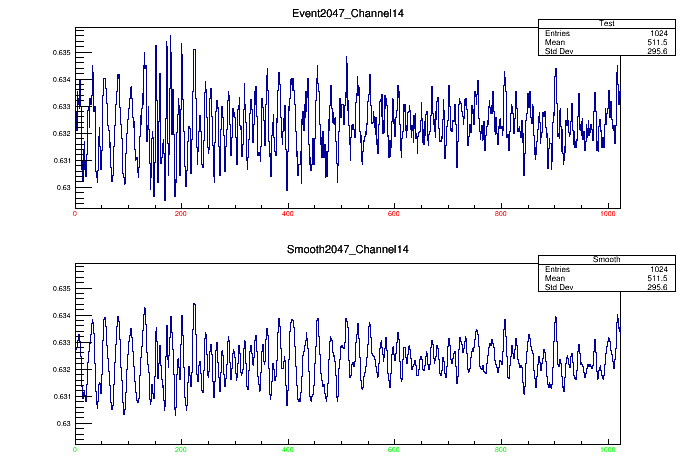 Event2047_Channel14
Test
Entries 1024
Mean 511.5
Std Dev 295.6
0.635
0.634
0.633
0.632
0.631
0.63
0 200 400 600 800 1000
Smooth2047_Channel14
Smooth
Entries 1024
Mean 511.5
Std Dev 295.6
0.635
0.634
0.633
0.632
0.631
0.63
0 200 400 600 800 1000